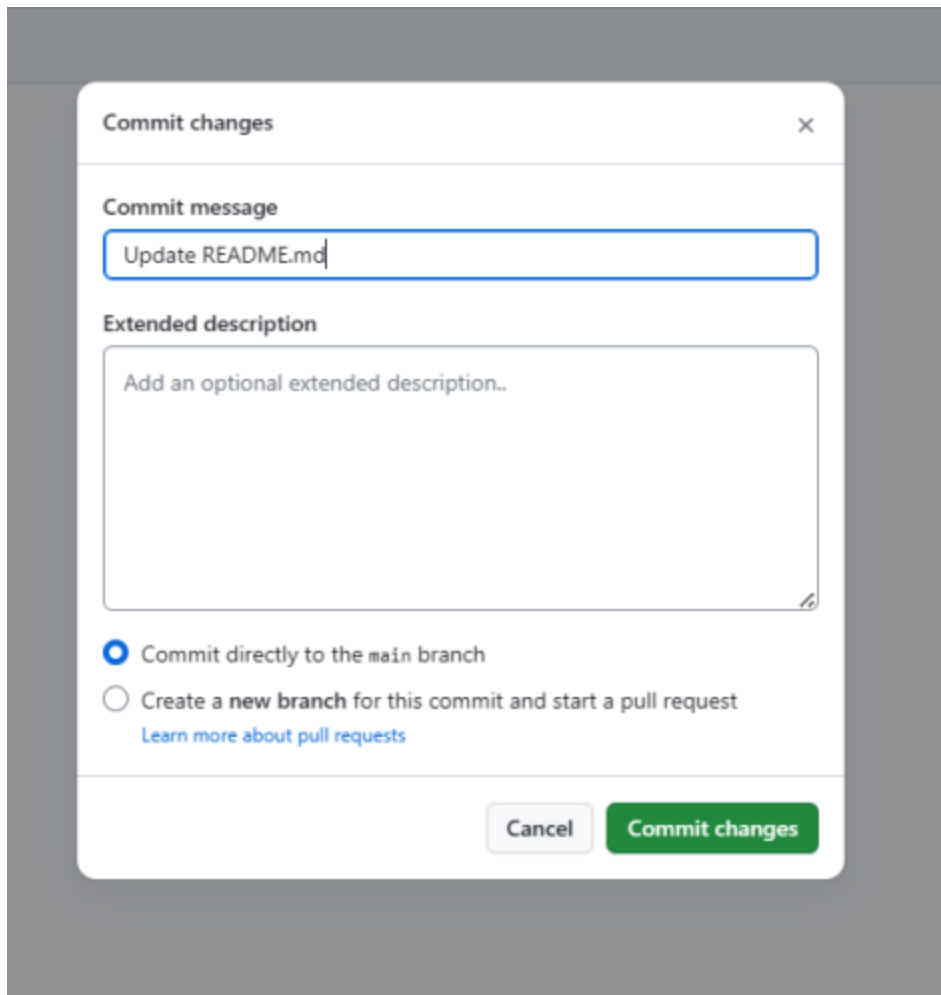 Commit changes
Commit message
Update README.md
Extended description
Add an optional extended description..
Commit directly to the main branch
Create a new branch for this commit and start a pull request
Learn more about pull requests
Cancel
Commit changes